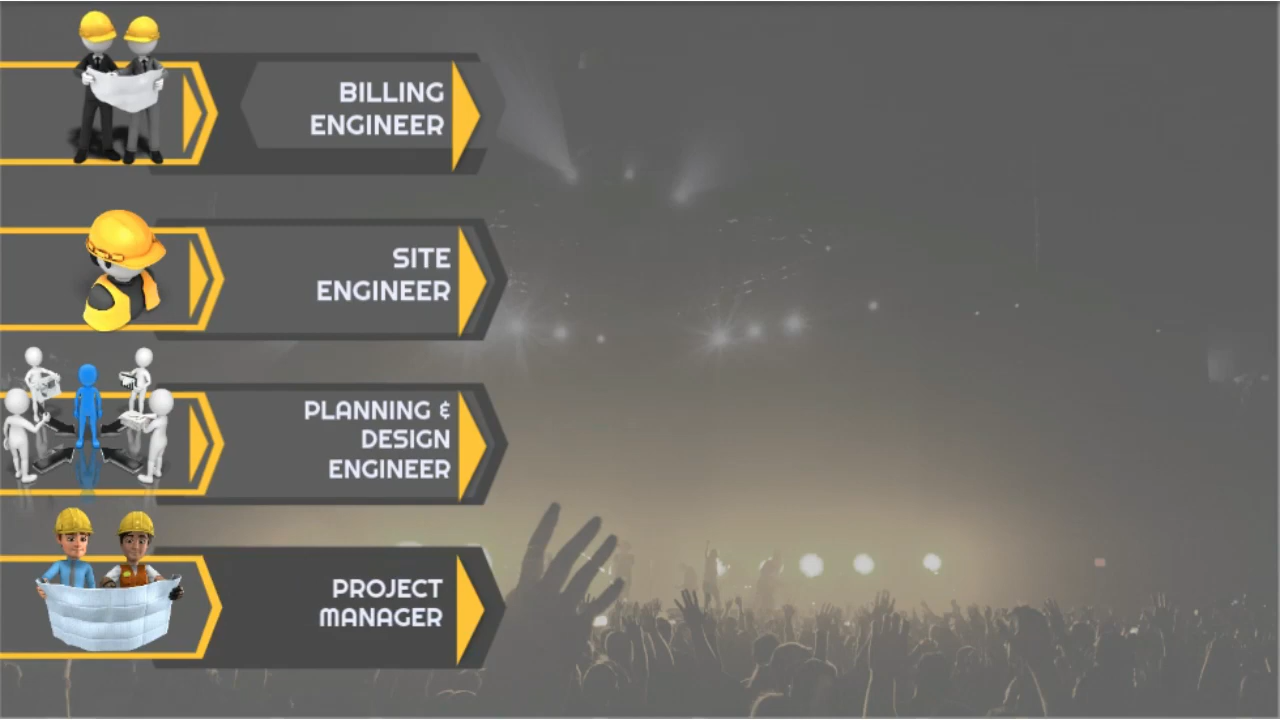 BILLING
ENGINEER
SITE
ENGINEER
PLANNING &
DESIGN
ENGINEER
PROJECT
MANAGER